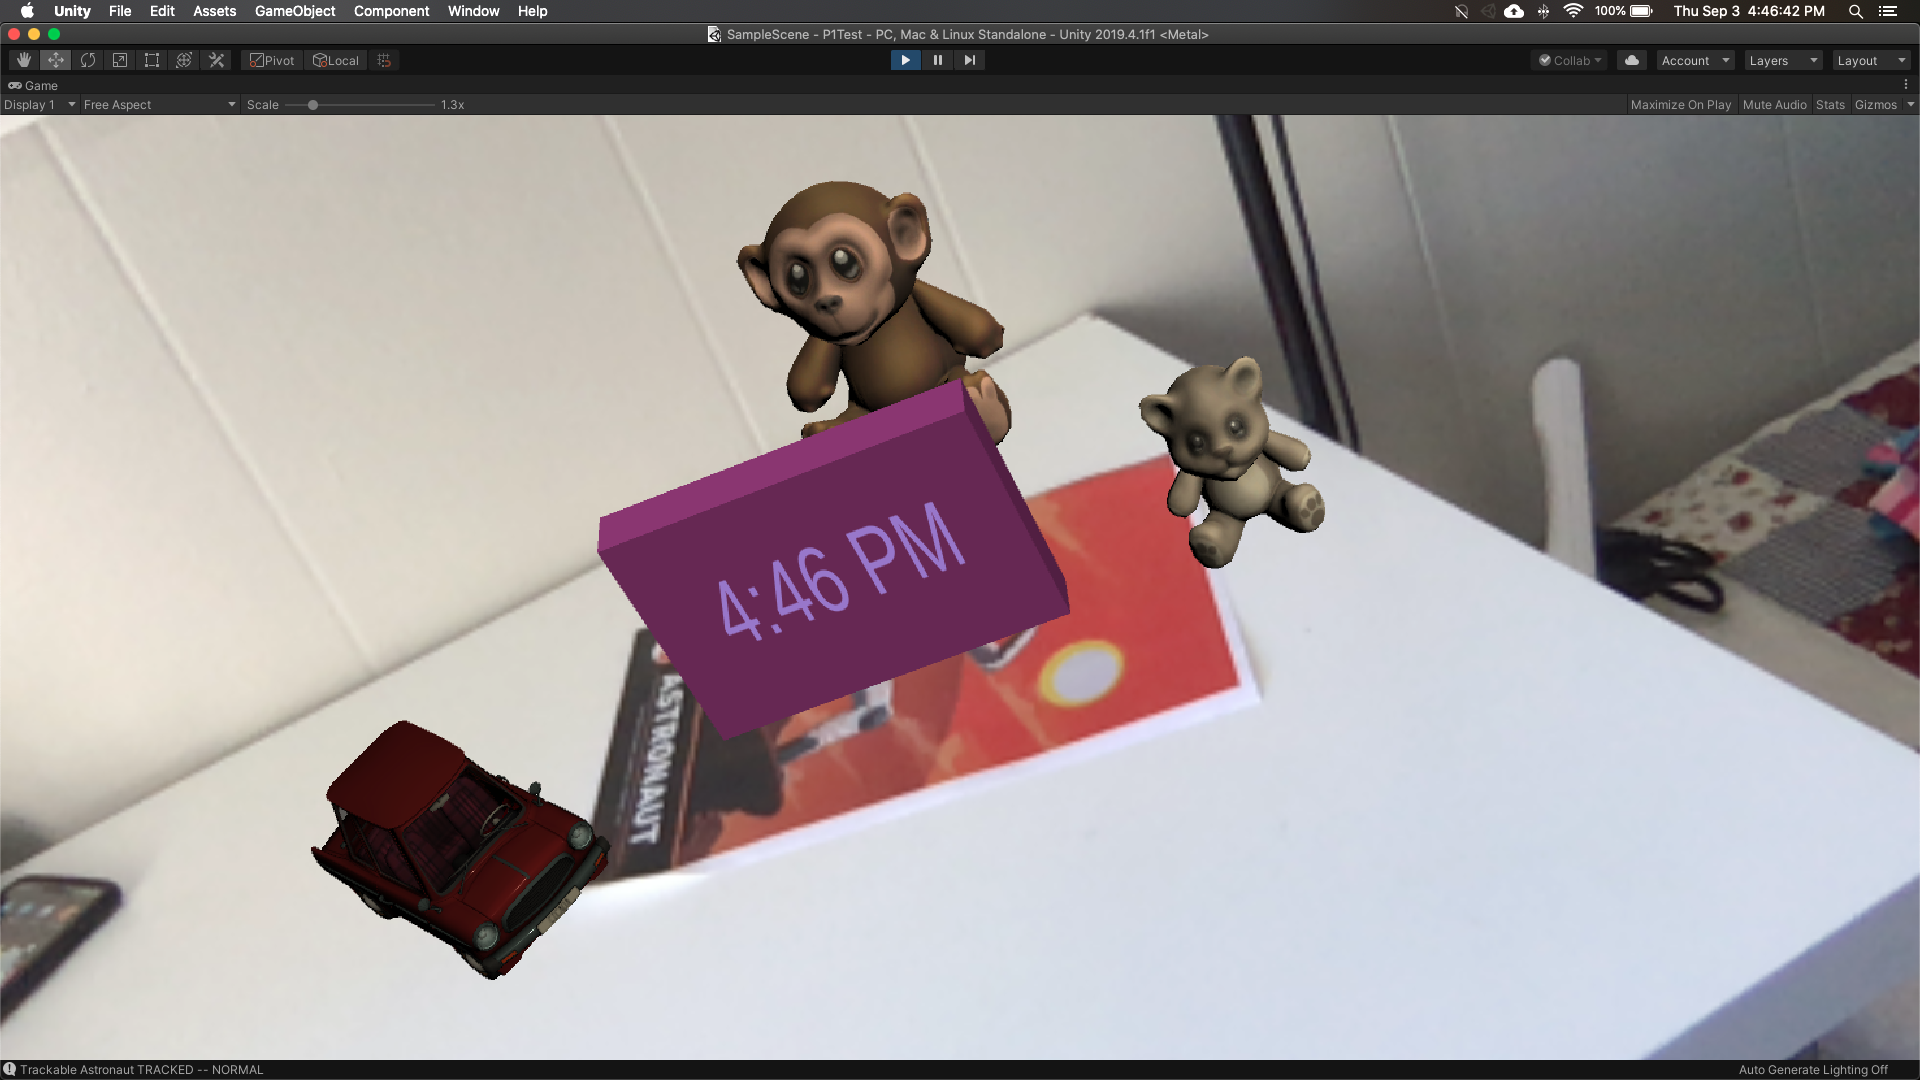 Unity File Edit Assets GameObject Component Window Help 100% Thu Sep 3 4:46:42 PM
SampleScene - P1Test - PC, Mac & Linux Standalone - Unity 2019.4.1f1 <Metal>
Pivot Local Collab Account Layers Layout
Game
Display 1 Free Aspect Scale 1.3x Maximize On Play Mute Audio Stats Gizmos
4:46 PM
ASTRONAUT
Trackable Astronaut TRACKED -- NORMAL Auto Generate Lighting Off